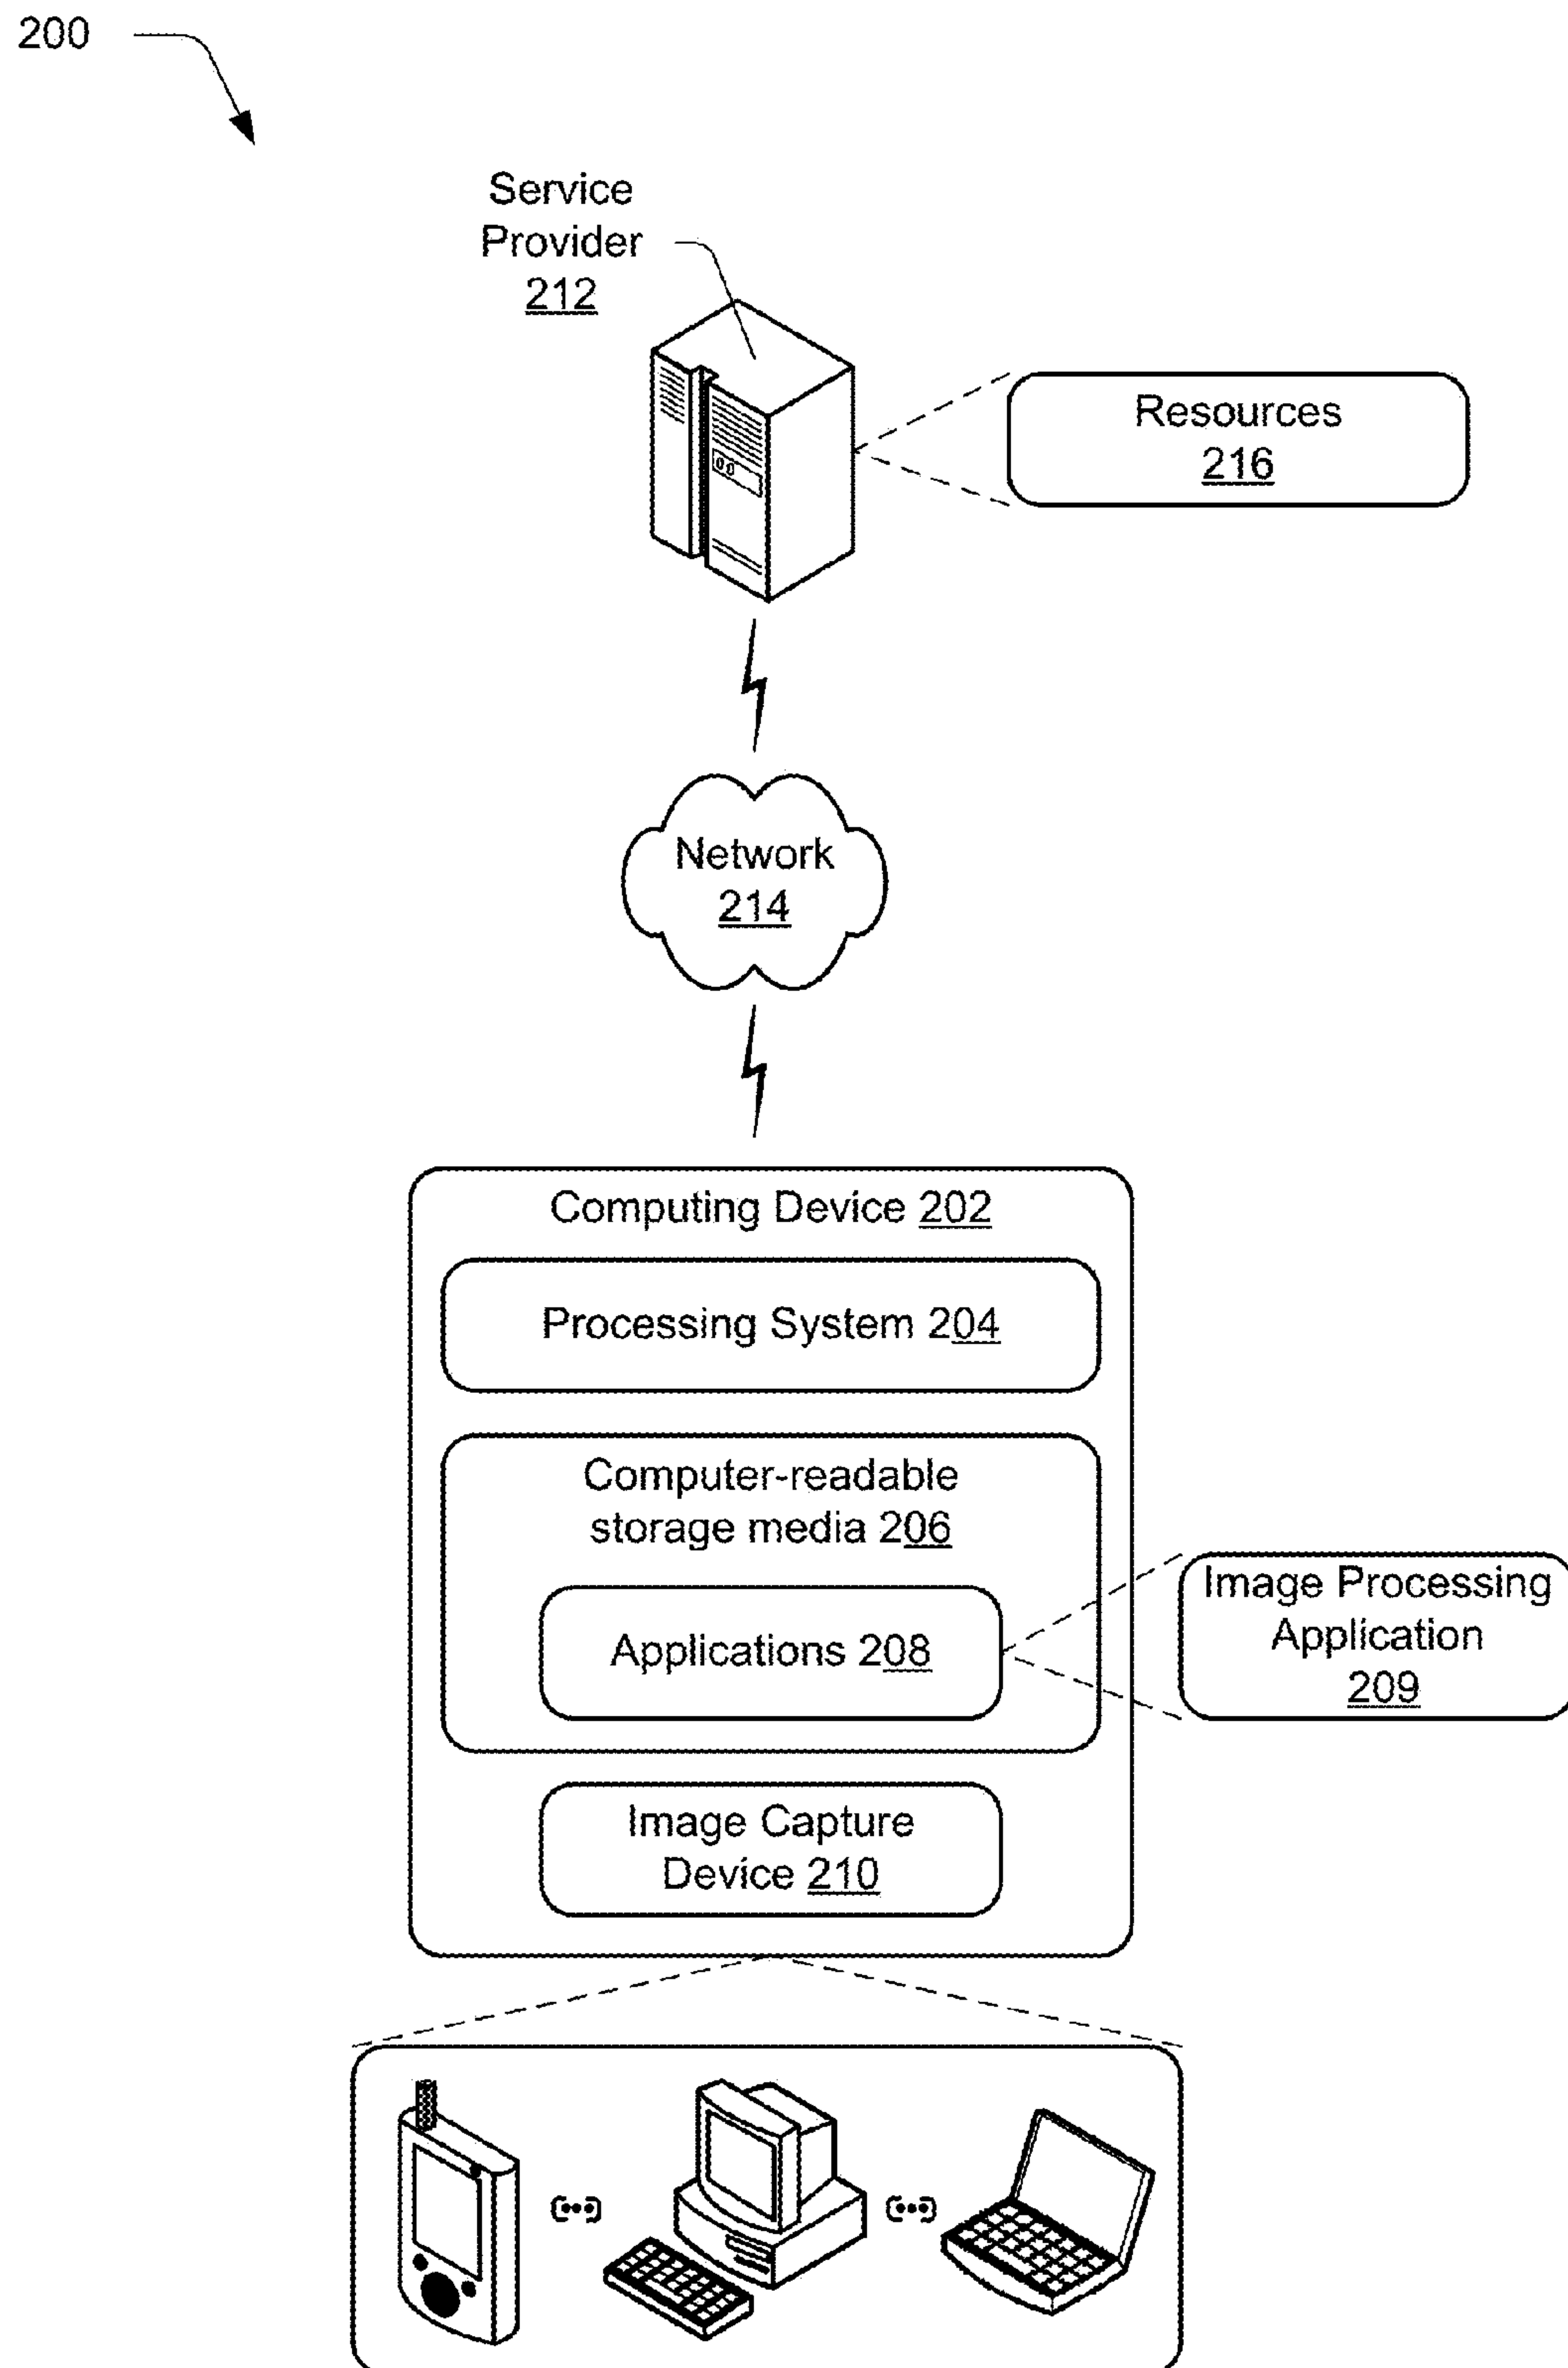 200
Service
Provider
212
Resources
216
Network
214
Computing Device 202
Processing System 204
Computer-readable
storage media 206
Applications 208
Image Processing
Application
209
Image Capture
Device 210